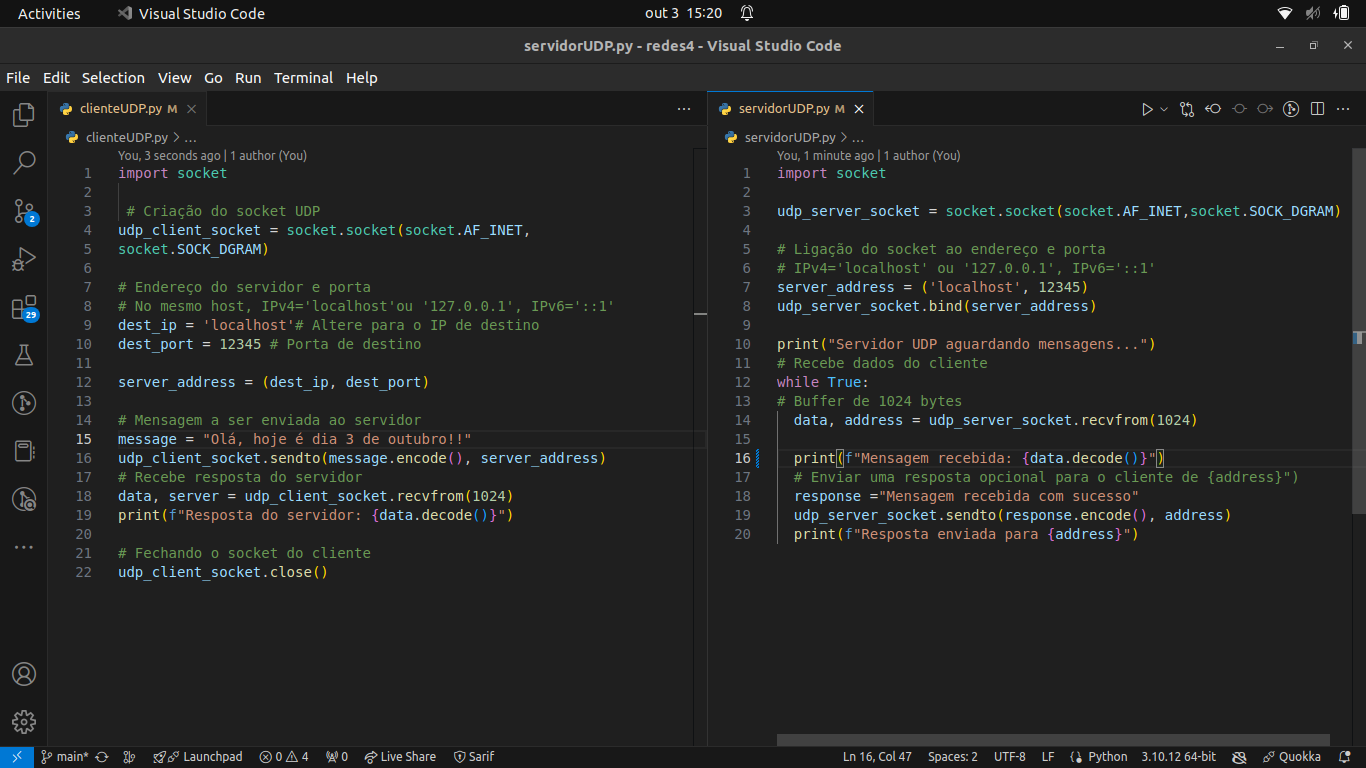 Activities Visual Studio Code out 3 15:20
servidorUDP.py - redes4 - Visual Studio Code
File Edit Selection View Go Run Terminal Help
clienteUDP.py M
clienteUDP.py > ...
You, 3 seconds ago | 1 author (You)
1 import socket
2
3 # Criação do socket UDP
4 udp_client_socket = socket.socket(socket.AF_INET,
5 socket.SOCK_DGRAM)
6
7 # Endereço do servidor e porta
8 # No mesmo host, IPv4='localhost'ou '127.0.0.1', IPv6='::1'
9 dest_ip = 'localhost'# Altere para o IP de destino
10 dest_port = 12345 # Porta de destino
11
12 server_address = (dest_ip, dest_port)
13
14 # Mensagem a ser enviada ao servidor
15 message = "Olá, hoje é dia 3 de outubro!!"
16 udp_client_socket.sendto(message.encode(), server_address)
17 # Recebe resposta do servidor
18 data, server = udp_client_socket.recvfrom(1024)
19 print(f"Resposta do servidor: {data.decode()}")
20
21 # Fechando o socket do cliente
22 udp_client_socket.close()
servidorUDP.py M
servidorUDP.py > ...
You, 1 minute ago | 1 author (You)
1 import socket
2
3 udp_server_socket = socket.socket(socket.AF_INET,socket.SOCK_DGRAM)
4
5 # Ligação do socket ao endereço e porta
6 # IPv4='localhost' ou '127.0.0.1', IPv6='::1'
7 server_address = ('localhost', 12345)
8 udp_server_socket.bind(server_address)
9
10 print("Servidor UDP aguardando mensagens...")
11 # Recebe dados do cliente
12 while True:
13 # Buffer de 1024 bytes
14 data, address = udp_server_socket.recvfrom(1024)
15
16 print(f"Mensagem recebida: {data.decode()}")
17 # Enviar uma resposta opcional para o cliente de {address}")
18 response ="Mensagem recebida com sucesso"
19 udp_server_socket.sendto(response.encode(), address)
20 print(f"Resposta enviada para {address}")
2
29
main* Launchpad 0 4 0 Live Share Sarif Ln 16, Col 47 Spaces: 2 UTF-8 LF Python 3.10.12 64-bit Quokka